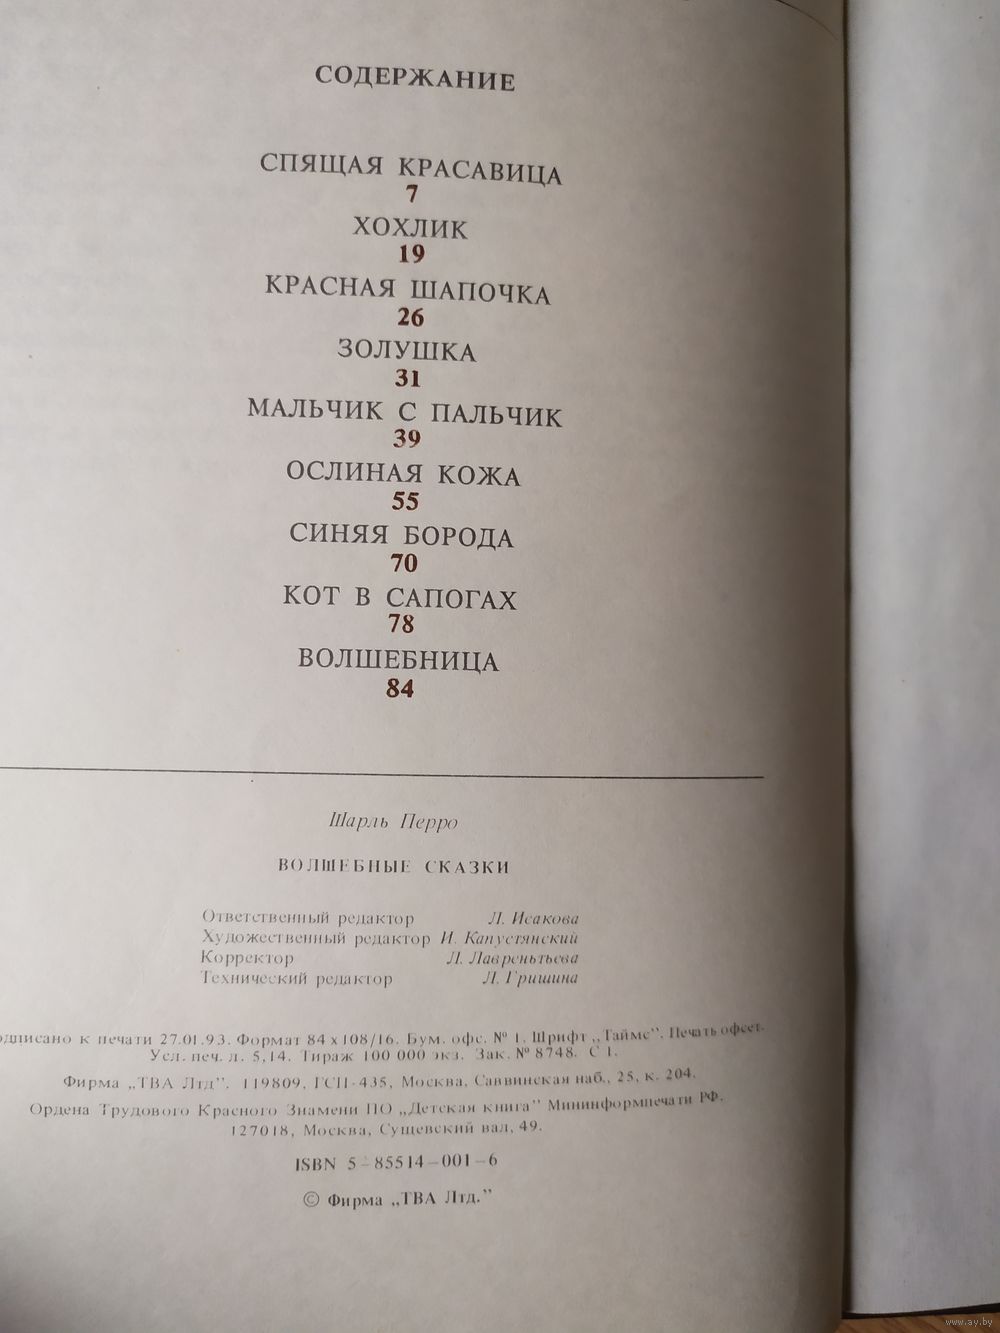 СОДЕРЖАНИЕ
СПЯЩАЯ КРАСАВИЦА
7
ХОХЛИК
19
КРАСНАЯ ШАПОЧКА
26
ЗОЛУШКА
31
МАЛЬЧИК С ПАЛЬЧИК
39
ОСЛИНАЯ КОЖА
55
СИНЯЯ БОРОДА
70
КОТ В САПОГАХ
78
ВОЛШЕБНИЦА
84
Шарль Перро
ВОЛШЕБНЫЕ СКАЗКИ
Ответственный редактор Л. Исакова
Художественный редактор И. Капустянский
Корректор Л. Лаврентьева
Технический редактор Л. Гришина
одписано к печати 27.01.93. Формат 84 x 108/16. Бум. офс. № 1. Шрифт „Таймс”. Печать офсет.
Усл. печ. л. 5,14. Тираж 100 000 экз. Зак. № 8748. С 1.
Фирма „ТВА Лтд”. 119809, ГСП-435, Москва, Саввинская наб., 25, к. 204.
Ордена Трудового Красного Знамени ПО „Детская книга” Мининформпечати РФ.
127018, Москва, Сущевский вал, 49.
ISBN 5-85514-001-6
© Фирма „ТВА Лтд.”
www.ay.by